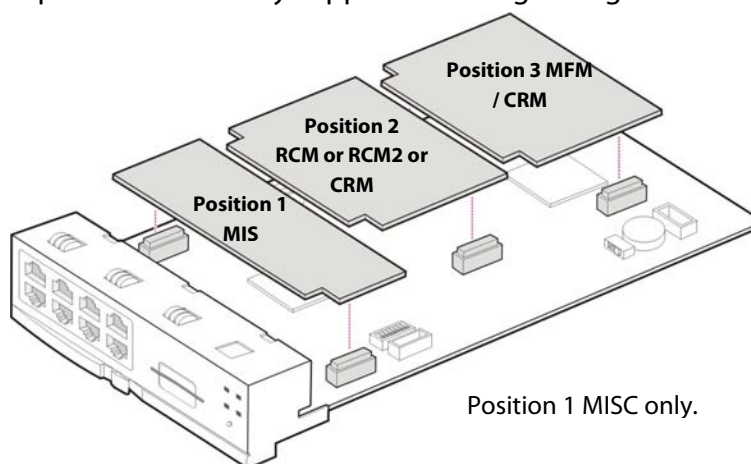 Position 3 MFM
/ CRM
Position 2
RCM or RCM2 or
CRM
Position 1
MIS
Position 1 MISC only.